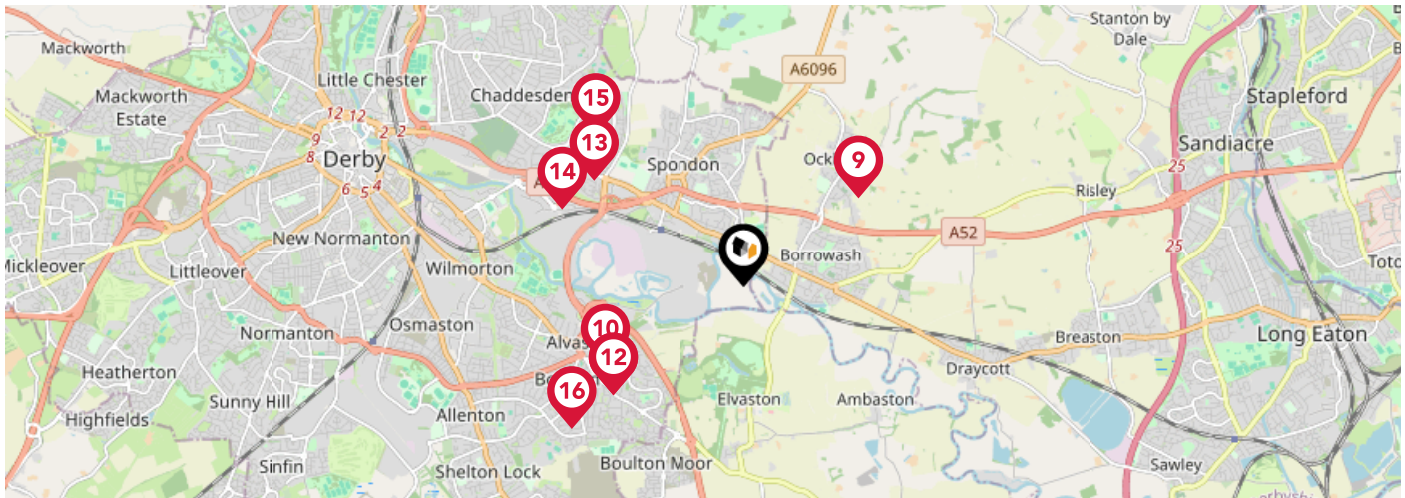 Stanton by
Dale
Mackworth
Little Chester
A6096
Mackworth
Estate
Chaddesden
15
Stapleford
12 12
9
2 2
8
Derby
13
14
Spondon
9
Sandiacre
25
6 5 4
Risley
New Normanton
A52
25
Mickleover
Littleover
Wilmorton
Borrowash
Osmaston
10
Normanton
12
Breaston
Long Eaton
Heatherton
16
Draycott
Sunny Hill
Elvaston
Ambaston
Highfields
Allenton
Sinfin
Shelton Lock
Boulton Moor
Sawley